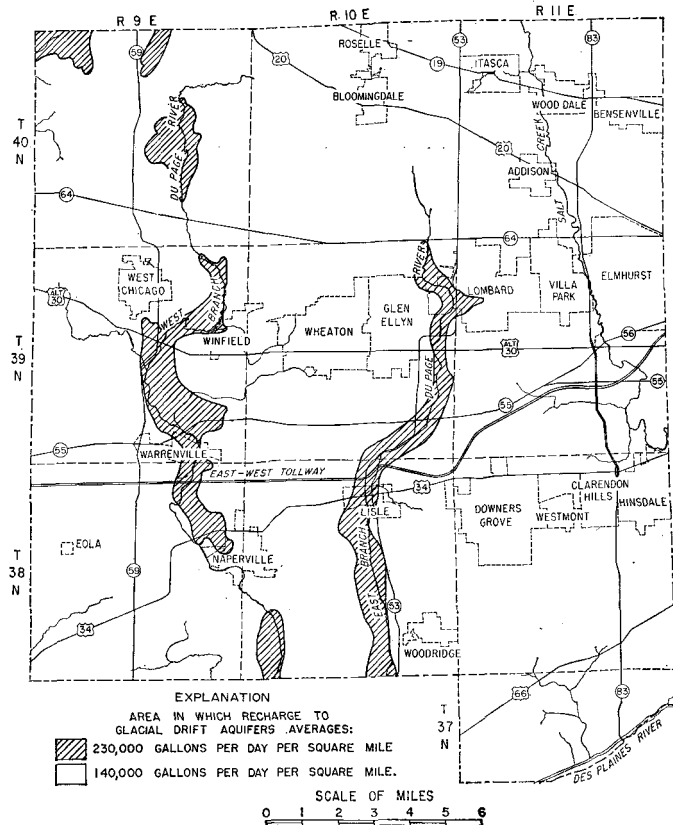 R 9 E
R 10 E
R 11 E
59
53
83
ROSELLE
20
19
ITASCA
BLOOMINGDALE
WOOD DALE
BENSENVILLE
T
40
N
DU PAGE RIVER
CREEK
20
ADDISON
SALT
64
64
WEST
CHICAGO
RIVER
LOMBARD
VILLA
PARK
ELMHURST
ALT
30
WEST BRANCH
WINFIELD
WHEATON
GLEN
ELLYN
56
T
39
N
ALT
30
DU PAGE
55
55
55
WARRENVILLE
EAST-WEST TOLLWAY
34
CLARENDON
HILLS
HINSDALE
LISLE
DOWNERS
GROVE
WESTMONT
EOLA
T
38
N
59
NAPERVILLE
EAST BRANCH
53
34
WOODRIDGE
66
83
T
37
N
DES PLAINES RIVER
EXPLANATION
AREA IN WHICH RECHARGE TO
GLACIAL DRIFT AQUIFERS AVERAGES:
230,000 GALLONS PER DAY PER SQUARE MILE
140,000 GALLONS PER DAY PER SQUARE MILE.
SCALE OF MILES
0 1 2 3 4 5 6